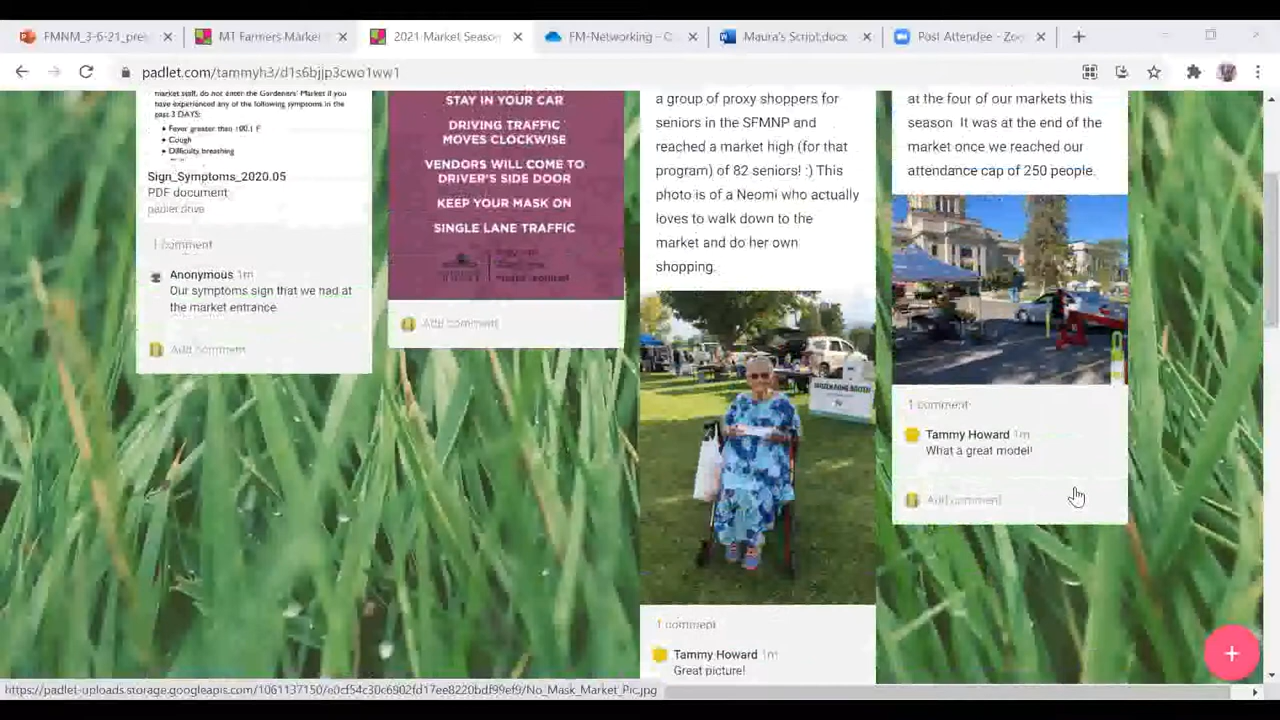 FMNM_3-6-21_pre
MT Farmers Market
2021 Market Season
FM-Networking - C
Maura's Script.docx
Post Attendee - Zoo
padlet.com/tammyh3/d1s6bjjp3cwo1ww1
market staff, do not enter the Gardeners' Market if you
have experienced any of the following symptoms in the
past 3 DAYS:
• Fever greater than 100.1 F
• Cough
• Difficulty breathing
Sign_Symptoms_2020.05
PDF document
padlet drive
1 comment
Anonymous 1m
Our symptoms sign that we had at
the market entrance
Add comment
STAY IN YOUR CAR
DRIVING TRAFFIC
MOVES CLOCKWISE
VENDORS WILL COME TO
DRIVER'S SIDE DOOR
KEEP YOUR MASK ON
SINGLE LANE TRAFFIC
Add comment
a group of proxy shoppers for
seniors in the SFMNP and
reached a market high (for that
program) of 82 seniors! :) This
photo is of a Neomi who actually
loves to walk down to the
market and do her own
shopping.
1 comment
Tammy Howard 1m
Great picture!
at the four of our markets this
season. It was at the end of the
market once we reached our
attendance cap of 250 people.
1 comment
Tammy Howard 1m
What a great model!
Add comment
https://padlet-uploads.storage.googleapis.com/1061137150/e0cf54c30c6902fd17ee8220bdf99ef9/No_Mask_Market_Pic.jpg